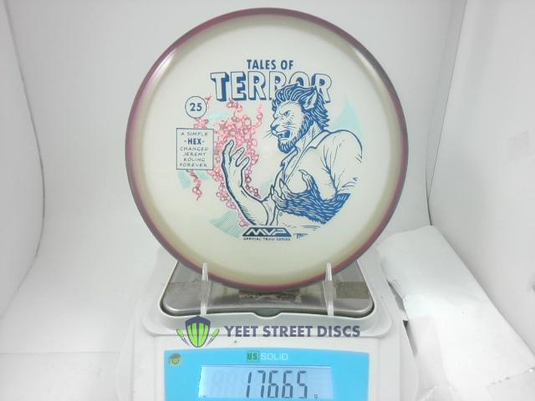 TALES OF
TERROR
25
A SIMPLE
-HEX-
CHANGED
JEREMY
KOLING
FOREVER
MVP
OFFICIAL TEAM SERIES
YEET STREET DISCS
US SOLID
176.65 g